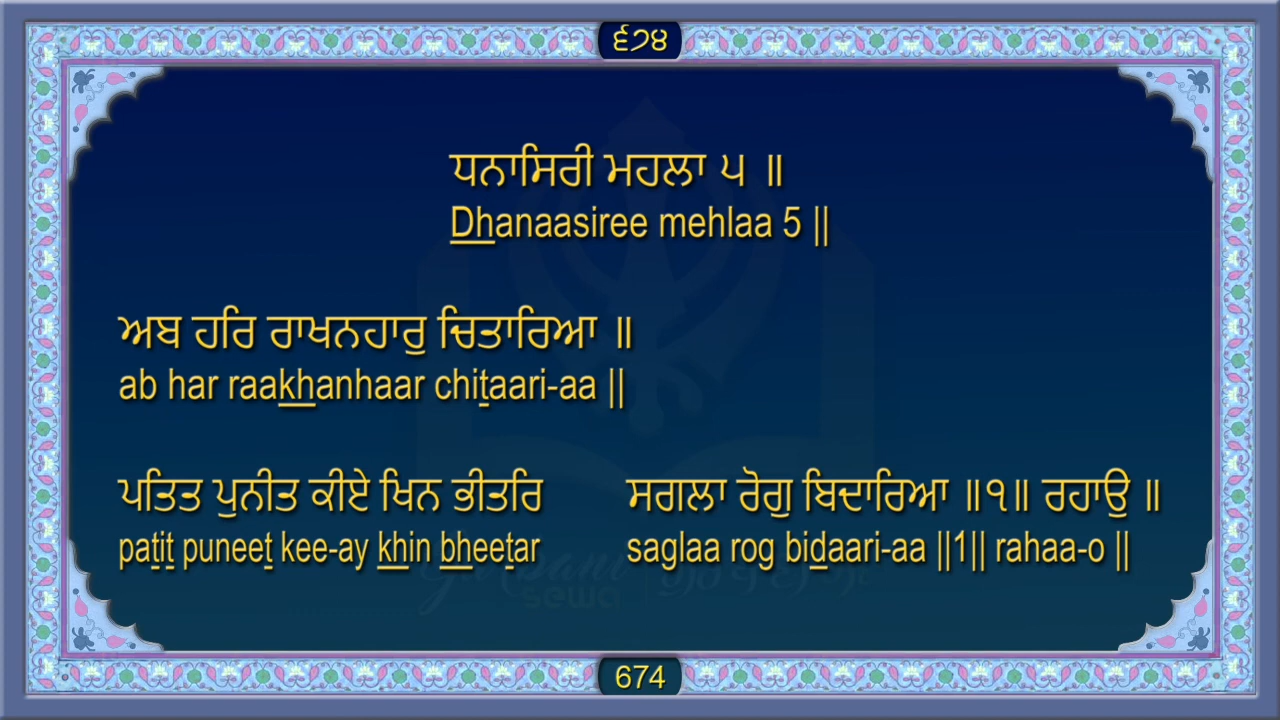 ੬੭੪
ਧਨਾਸਿਰੀ ਮਹਲਾ ੫ ॥
Dhanaasiree mehlaa 5 ||
ਅਬ ਹਰਿ ਰਾਖਨਹਾਰੁ ਚਿਤਾਰਿਆ ॥
ab har raakhanhaar chitaari-aa ||
ਪਤਿਤ ਪੁਨੀਤ ਕੀਏ ਖਿਨ ਭੀਤਰਿ ਸਗਲਾ ਰੋਗੁ ਬਿਦਾਰਿਆ ॥੧॥ ਰਹਾਉ ॥
patit puneet kee-ay khin bheetar saglaa rog bidaari-aa ||1|| rahaa-o ||
674